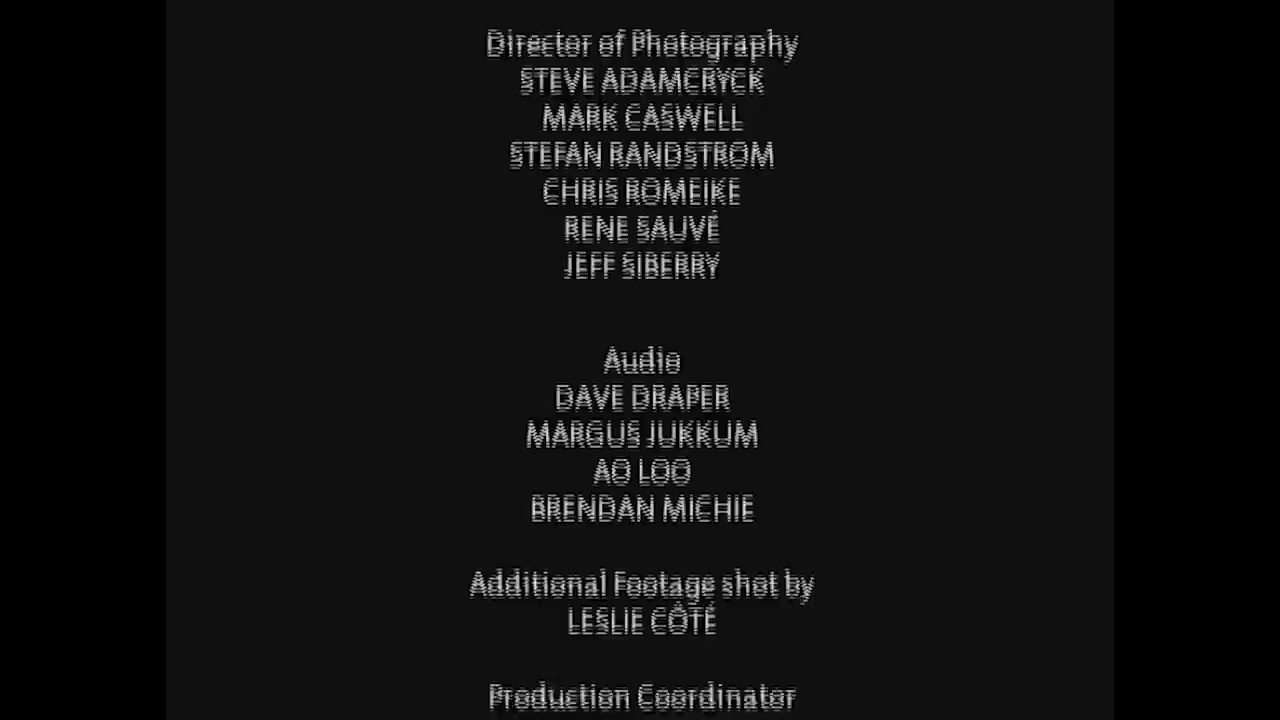 Director of Photography
STEVE ADAMCRYCK
MARK CASWELL
STEFAN RANDSTROM
CHRIS ROMEIKE
RENE SAUVÉ
JEFF SIBERRY
Audio
DAVE DRAPER
MARGUS JUKKUM
AO LOO
BRENDAN MICHIE
Additional Footage shot by
LESLIE CÔTÉ
Production Coordinator